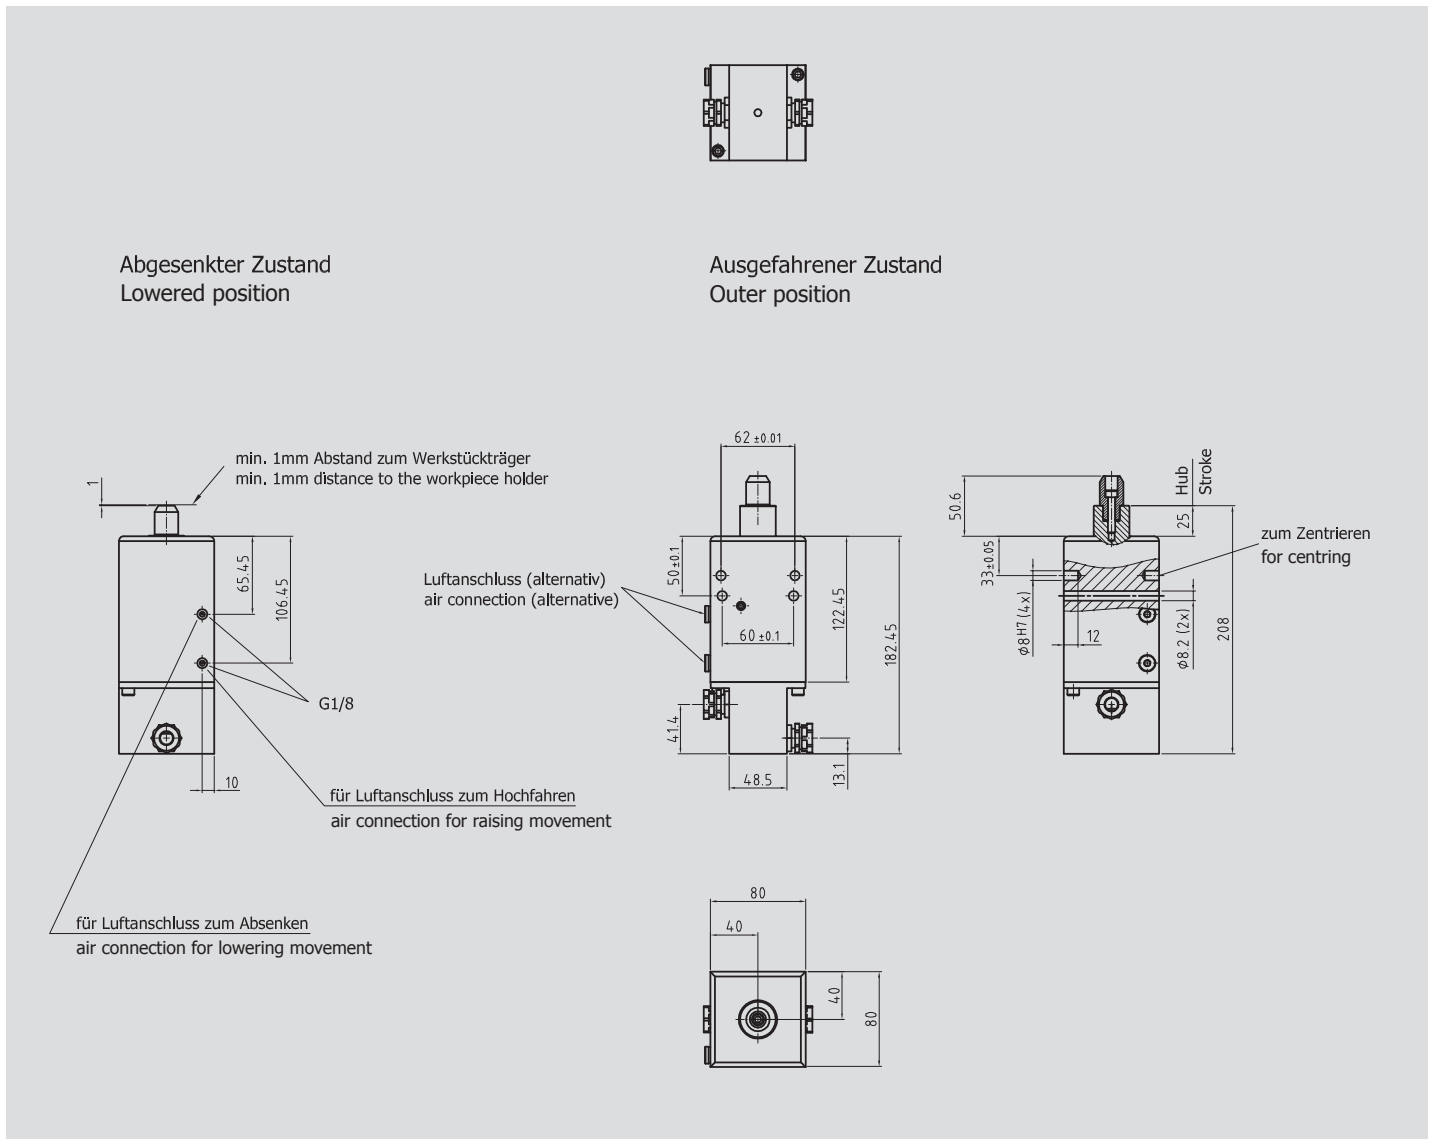 Abgesenkter Zustand
Lowered position
Ausgefahrener Zustand
Outer position
min. 1mm Abstand zum Werkstückträger
min. 1mm distance to the workpiece holder
1
65.45
106.45
G1/8
10
für Luftanschluss zum Hochfahren
air connection for raising movement
für Luftanschluss zum Absenken
air connection for lowering movement
62 ±0.01
50±0.1
Luftanschluss (alternativ)
air connection (alternative)
60 ±0.1
122.45
182.45
41.4
48.5
13.1
50.6
25
Hub
Stroke
33±0.05
zum Zentrieren
for centring
ϕ8H7 (4x)
12
ϕ8.2 (2x)
208
80
40
40
80